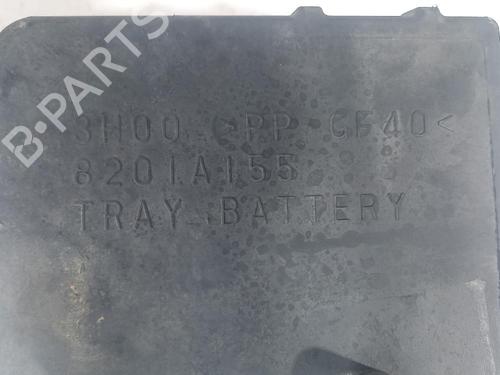 3H00 >PP GF40<
8201A155
TRAY BATTERY
B-PARTS